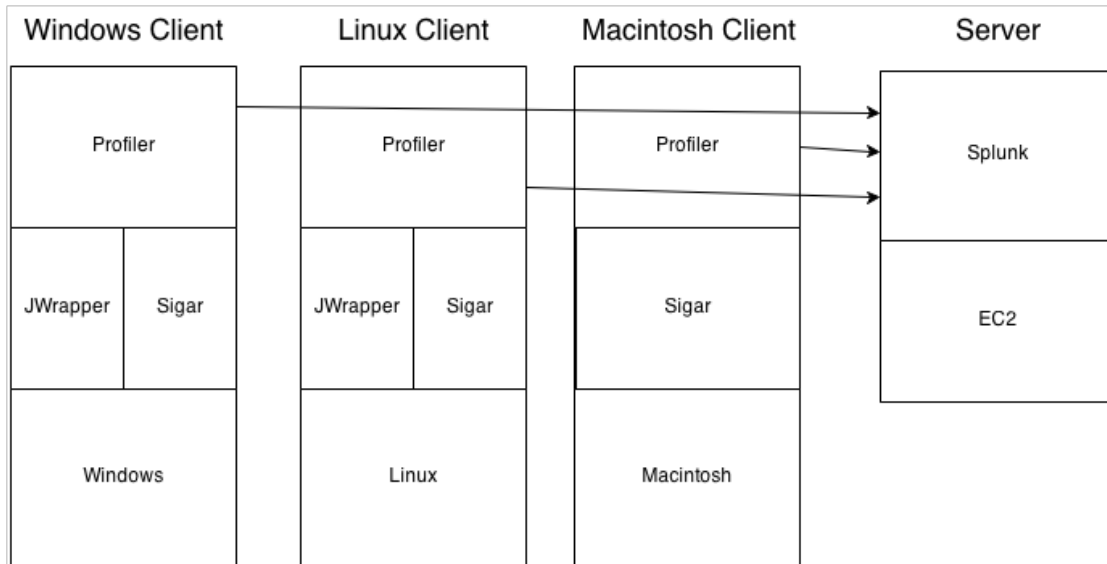 Windows Client
Linux Client
Macintosh Client
Server
Profiler
Profiler
Profiler
Splunk
JWrapper
Sigar
JWrapper
Sigar
Sigar
EC2
Windows
Linux
Macintosh